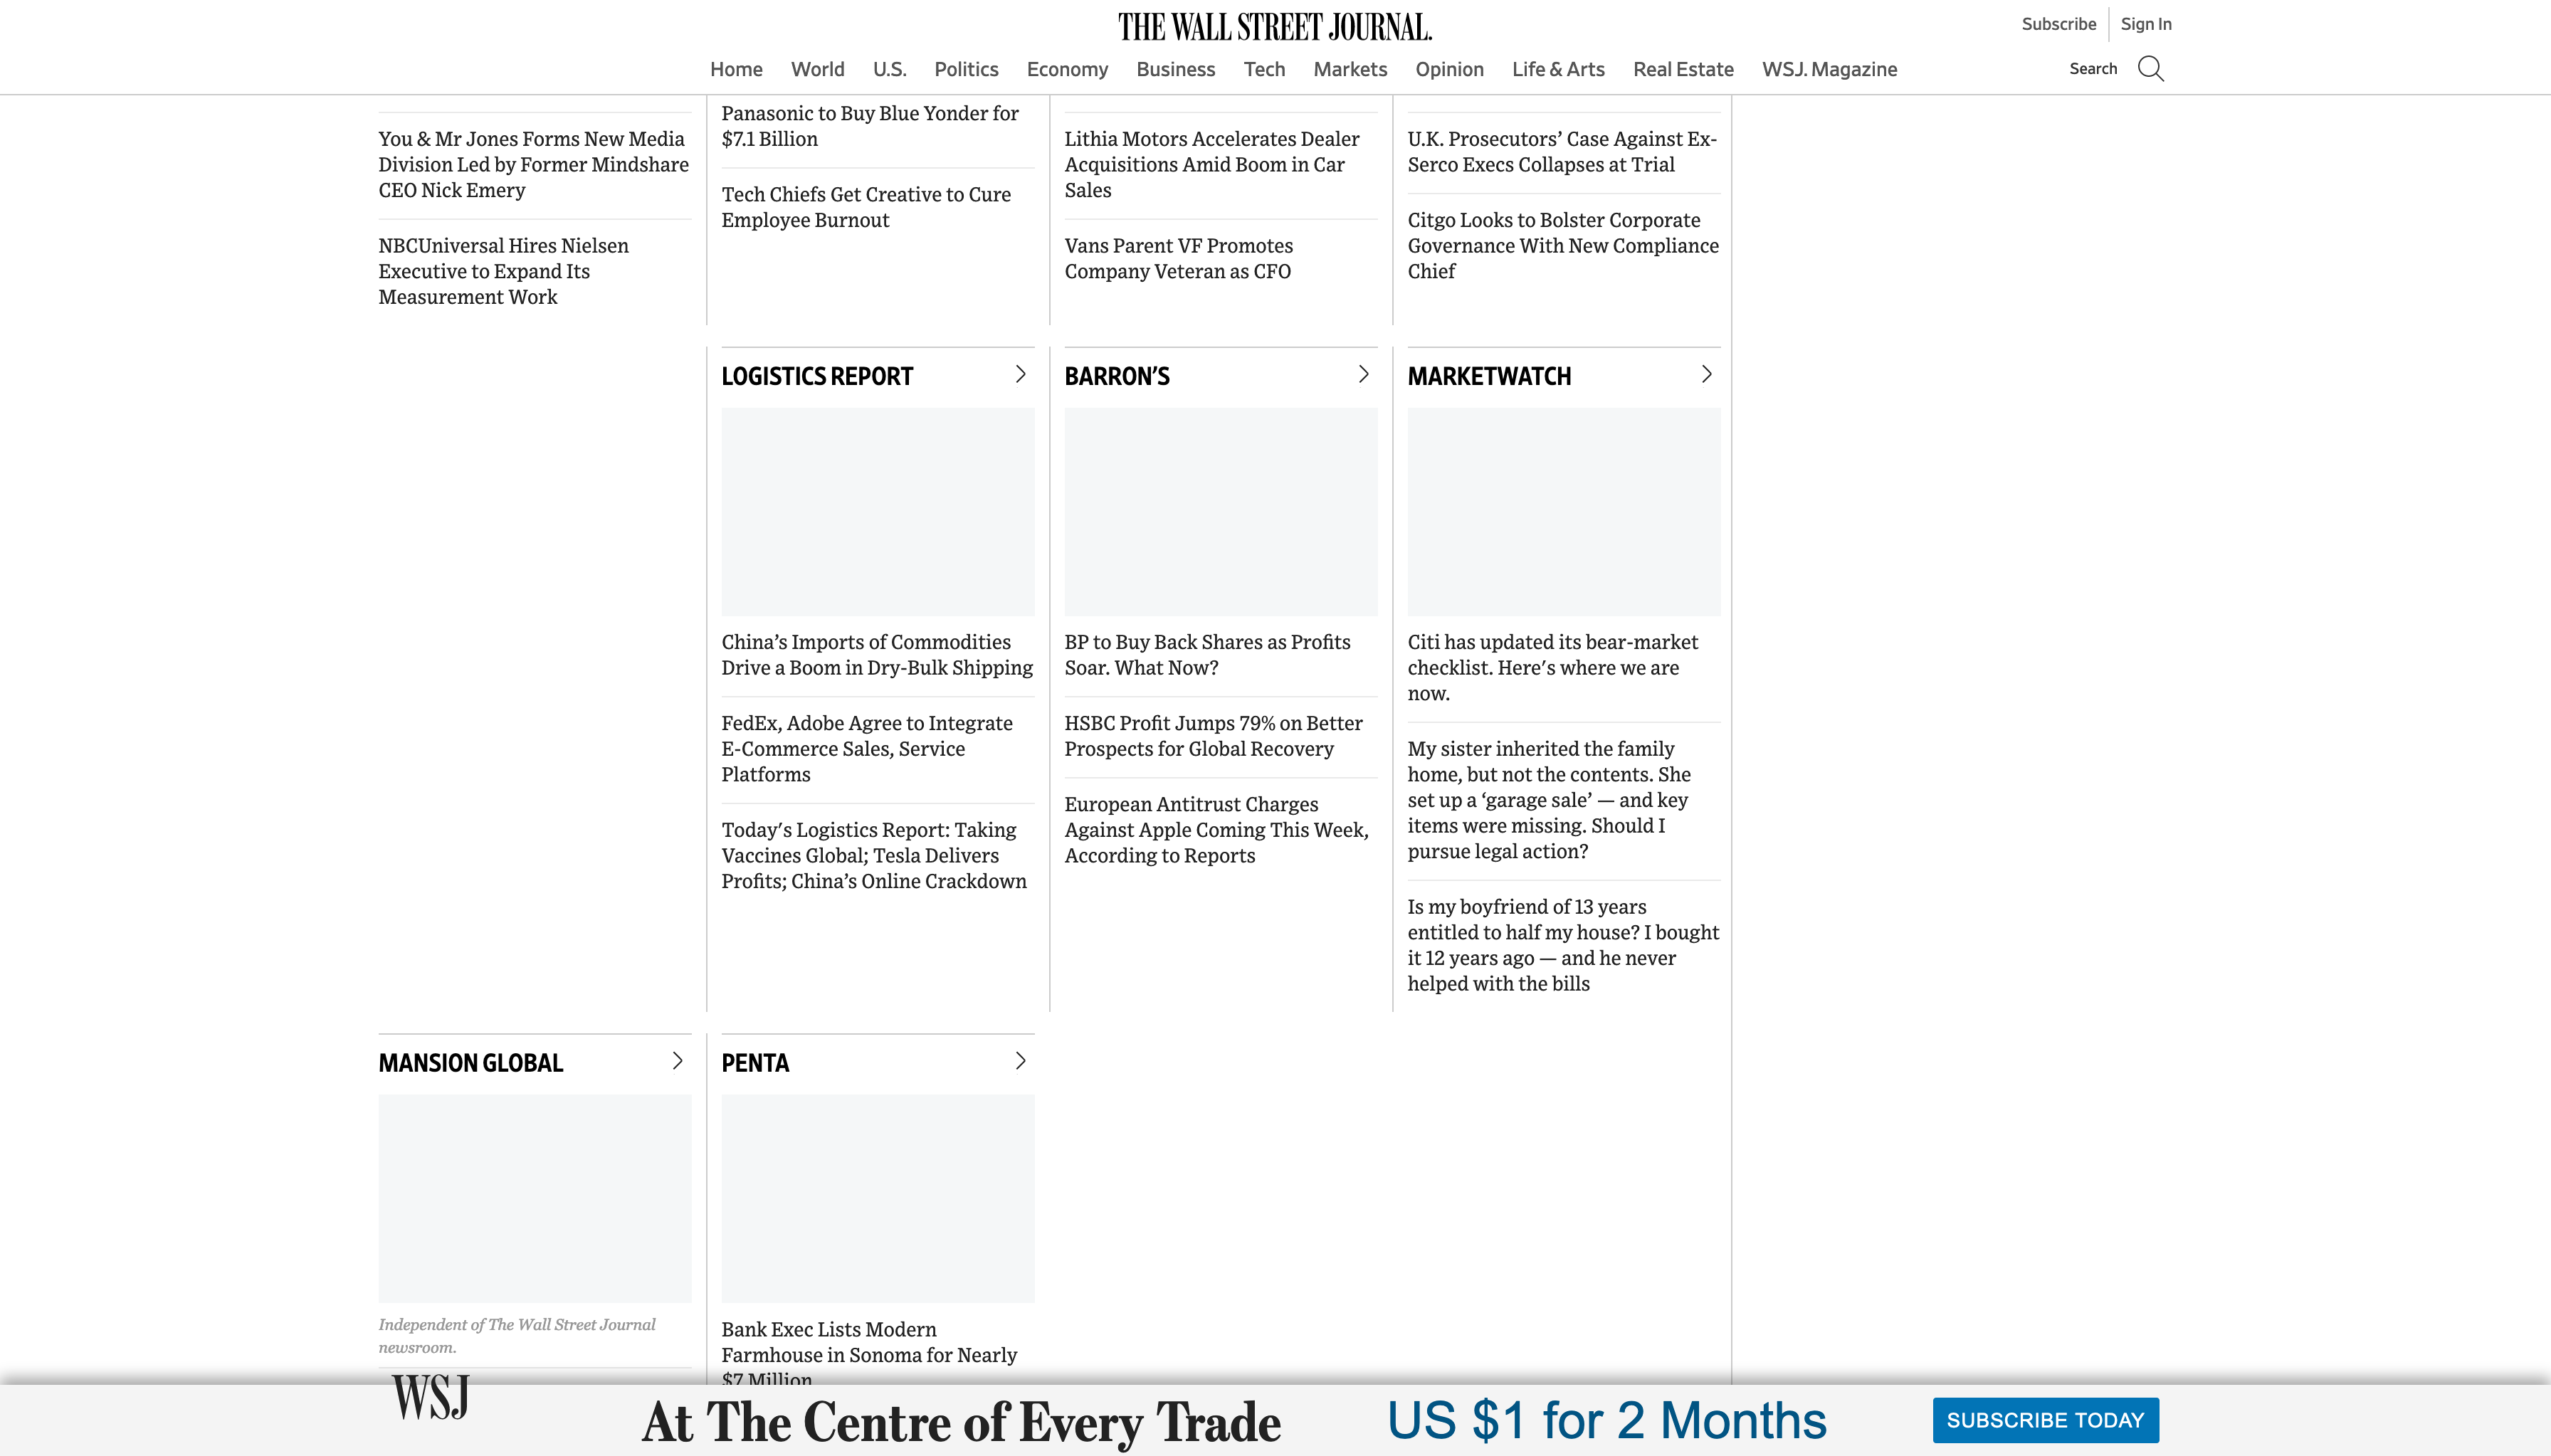 THE WALL STREET JOURNAL.
Subscribe
Sign In
Home World U.S. Politics Economy Business Tech Markets Opinion Life & Arts Real Estate WSJ. Magazine
Search
You & Mr Jones Forms New Media
Division Led by Former Mindshare
CEO Nick Emery
NBCUniversal Hires Nielsen
Executive to Expand Its
Measurement Work
Panasonic to Buy Blue Yonder for
$7.1 Billion
Tech Chiefs Get Creative to Cure
Employee Burnout
Lithia Motors Accelerates Dealer
Acquisitions Amid Boom in Car
Sales
Vans Parent VF Promotes
Company Veteran as CFO
U.K. Prosecutors’ Case Against Ex-
Serco Execs Collapses at Trial
Citgo Looks to Bolster Corporate
Governance With New Compliance
Chief
LOGISTICS REPORT
China’s Imports of Commodities
Drive a Boom in Dry-Bulk Shipping
FedEx, Adobe Agree to Integrate
E-Commerce Sales, Service
Platforms
Today's Logistics Report: Taking
Vaccines Global; Tesla Delivers
Profits; China’s Online Crackdown
BARRON’S
BP to Buy Back Shares as Profits
Soar. What Now?
HSBC Profit Jumps 79% on Better
Prospects for Global Recovery
European Antitrust Charges
Against Apple Coming This Week,
According to Reports
MARKETWATCH
Citi has updated its bear-market
checklist. Here's where we are
now.
My sister inherited the family
home, but not the contents. She
set up a ‘garage sale’ — and key
items were missing. Should I
pursue legal action?
Is my boyfriend of 13 years
entitled to half my house? I bought
it 12 years ago — and he never
helped with the bills
MANSION GLOBAL
Independent of The Wall Street Journal
newsroom.
PENTA
Bank Exec Lists Modern
Farmhouse in Sonoma for Nearly
$7 Million
WSJ
At The Centre of Every Trade
US $1 for 2 Months
SUBSCRIBE TODAY